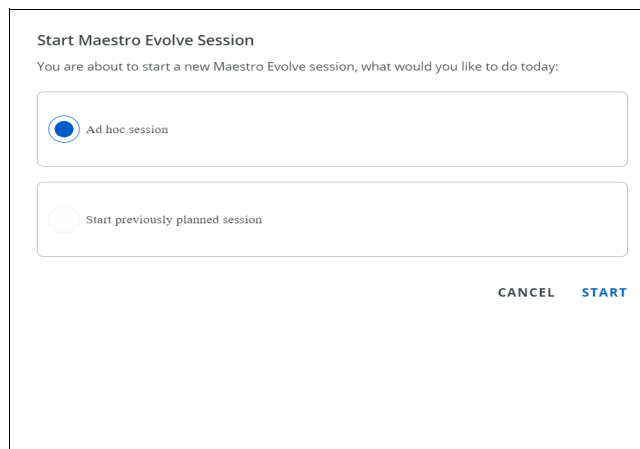 Start Maestro Evolve Session
You are about to start a new Maestro Evolve session, what would you like to do today:
Ad hoc session
Start previously planned session
CANCEL START